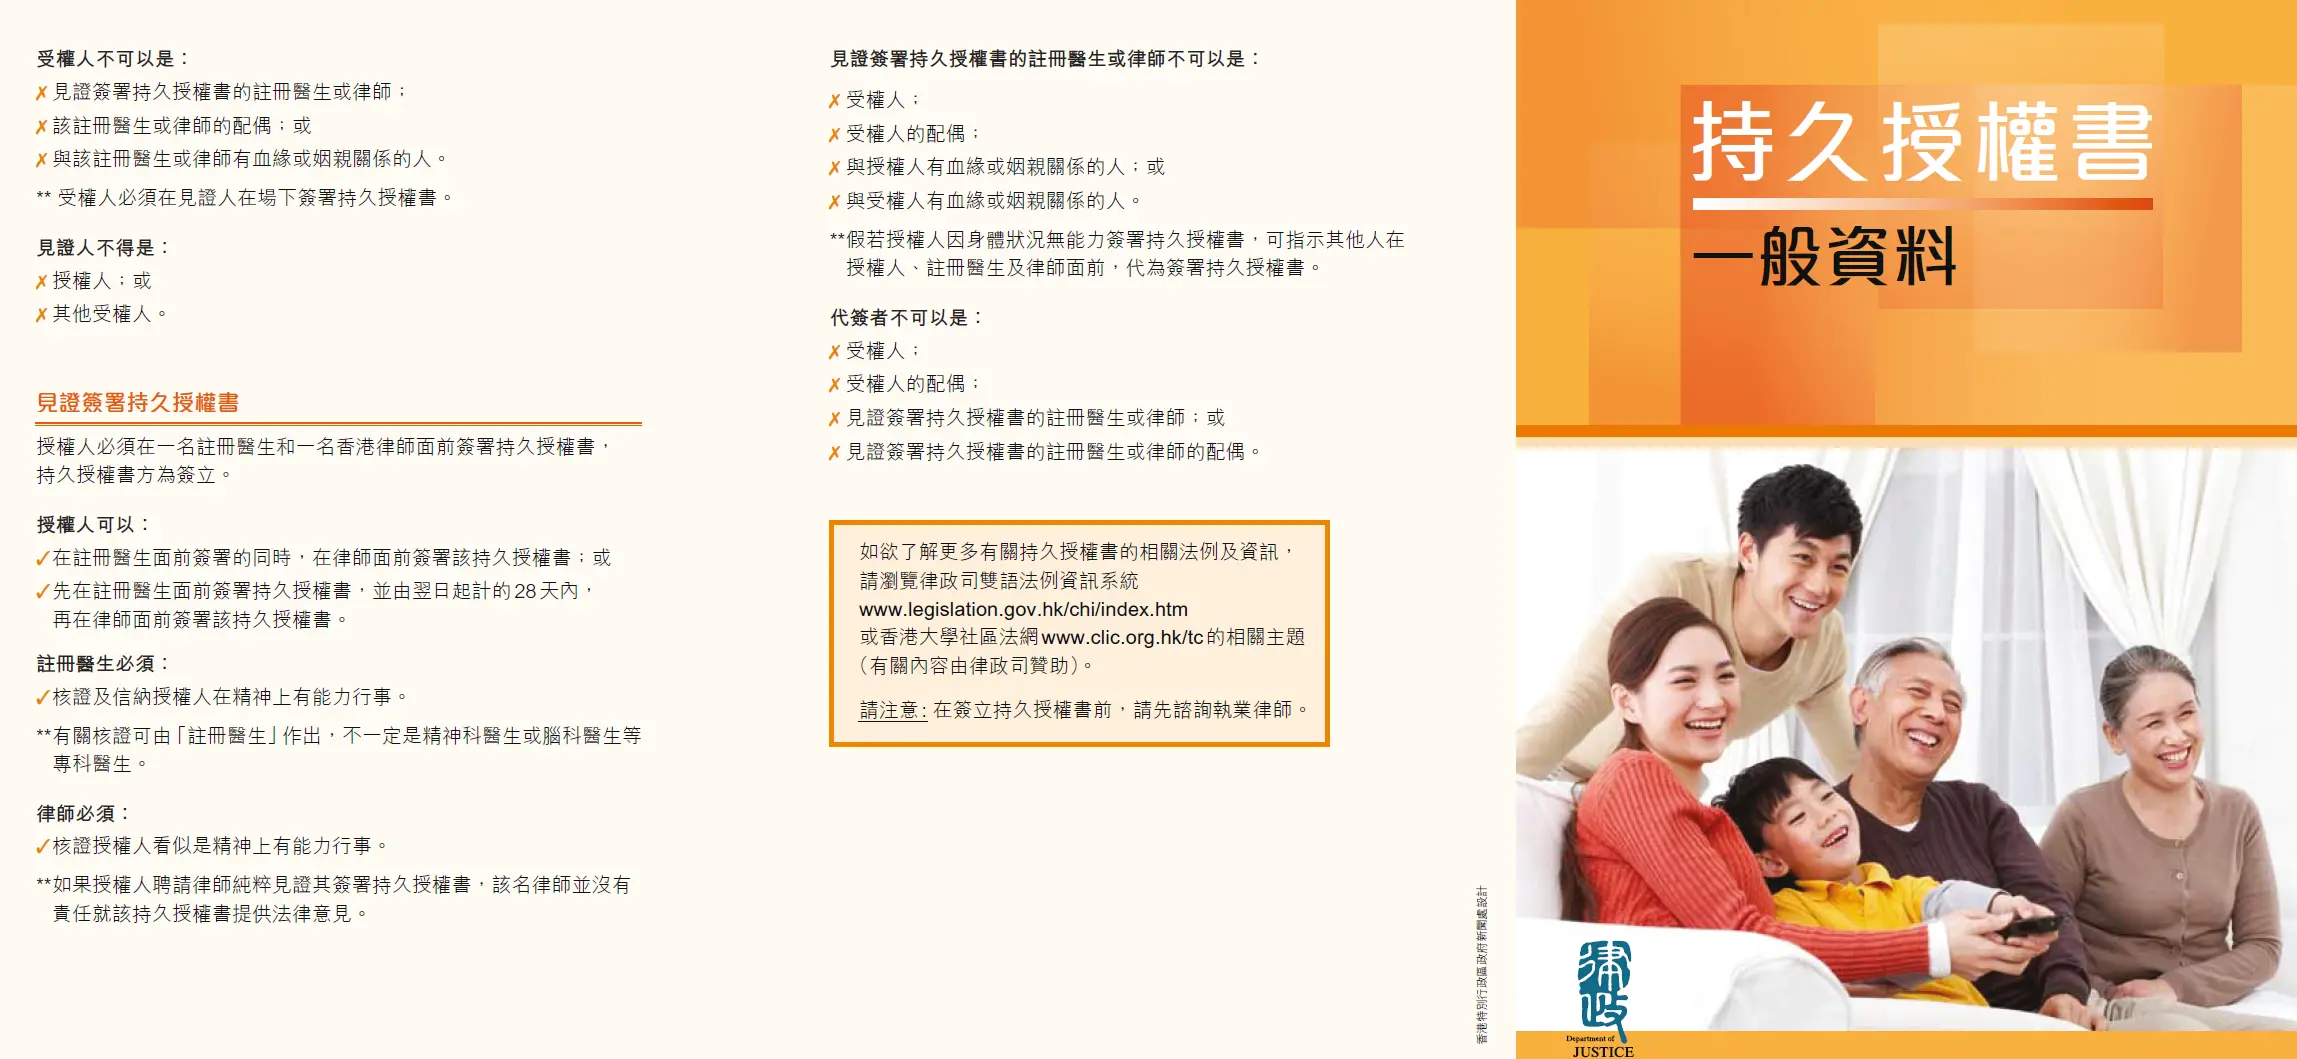 受權人不可以是：
✗見證簽署持久授權書的註冊醫生或律師；
✗該註冊醫生或律師的配偶；或
✗與該註冊醫生或律師有血緣或姻親關係的人。
** 受權人必須在見證人在場下簽署持久授權書。
見證人不得是：
✗授權人；或
✗其他受權人。
見證簽署持久授權書
授權人必須在一名註冊醫生和一名香港律師面前簽署持久授權書，
持久授權書方為簽立。
授權人可以：
✓在註冊醫生面前簽署的同時，在律師面前簽署該持久授權書；或
✓先在註冊醫生面前簽署持久授權書，並由翌日起計的28天內，
再在律師面前簽署該持久授權書。
註冊醫生必須：
✓核證及信納授權人在精神上有能力行事。
**有關核證可由「註冊醫生」作出，不一定是精神科醫生或腦科醫生等
專科醫生。
律師必須：
✓核證授權人看似是精神上有能力行事。
**如果授權人聘請律師純粹見證其簽署持久授權書，該名律師並沒有
責任就該持久授權書提供法律意見。
見證簽署持久授權書的註冊醫生或律師不可以是：
✗受權人；
✗受權人的配偶；
✗與授權人有血緣或姻親關係的人；或
✗與受權人有血緣或姻親關係的人。
**假若授權人因身體狀況無能力簽署持久授權書，可指示其他人在
授權人、註冊醫生及律師面前，代為簽署持久授權書。
代簽者不可以是：
✗受權人；
✗受權人的配偶；
✗見證簽署持久授權書的註冊醫生或律師；或
✗見證簽署持久授權書的註冊醫生或律師的配偶。
如欲了解更多有關持久授權書的相關法例及資訊，
請瀏覽律政司雙語法例資訊系統
www.legislation.gov.hk/chi/index.htm
或香港大學社區法網www.clic.org.hk/tc的相關主題
（有關內容由律政司贊助）。
請注意：在簽立持久授權書前，請先諮詢執業律師。
香港特別行政區政府新聞處設計
持久授權書
一般資料
律政
Department of
JUSTICE